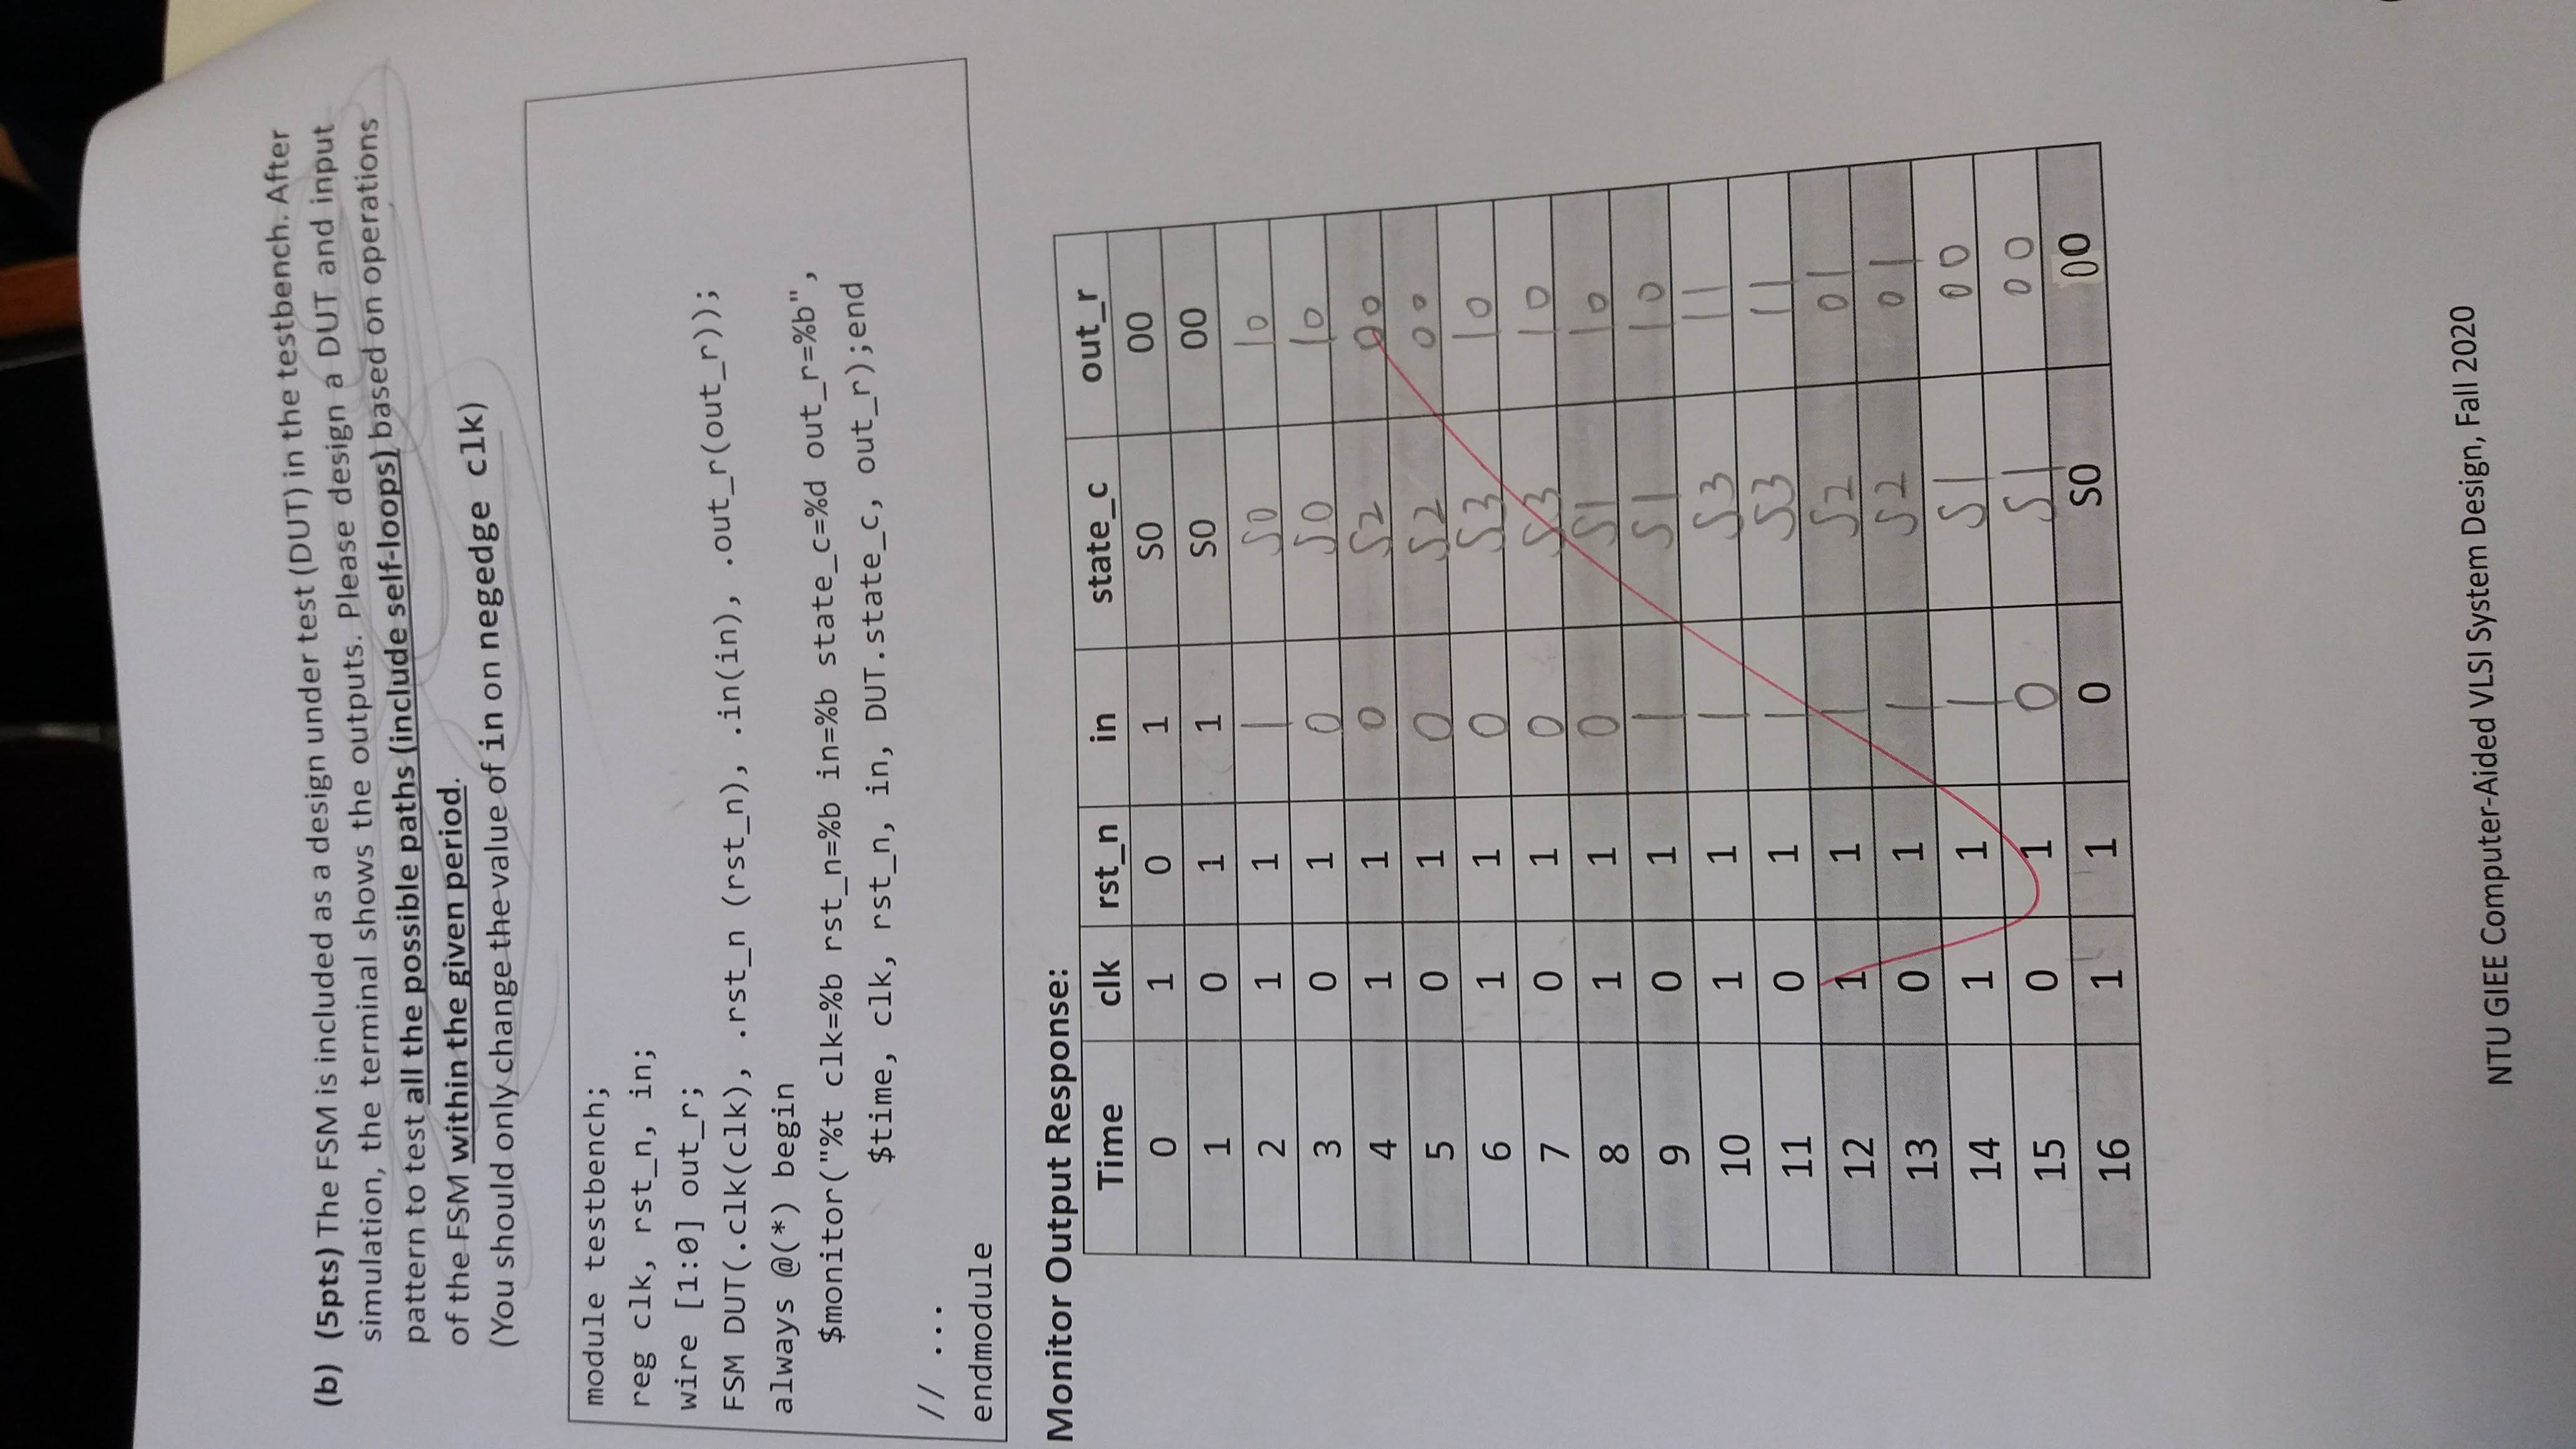 (b) (5pts) The FSM is included as a design under test (DUT) in the testbench. After
simulation, the terminal shows the outputs. Please design a DUT and input
pattern to test all the possible paths (include self-loops) based on operations
of the FSM within the given period.
(You should only change the value of in on negedge clk)
module testbench;
reg clk, rst_n, in;
wire [1:0] out_r;
FSM DUT(.clk(clk), .rst_n (rst_n), .in(in), .out_r(out_r));
always @(*) begin
$monitor("%t clk=%b rst_n=%b in=%b state_c=%d out_r=%b",
$time, clk, rst_n, in, DUT.state_c, out_r);end
// ...
endmodule
Monitor Output Response:
Time clk rst_n in state_c out_r
0 1 0 1 S0 00
1 0 1 1 S0 00
2 1 1 1 S0 10
3 0 1 0 S0 10
4 1 1 0 S2 00
5 0 1 0 S2 00
6 1 1 0 S3 10
7 0 1 0 S3 10
8 1 1 0 S1 10
9 0 1 1 S1 10
10 1 1 1 S3 11
11 0 1 1 S3 11
12 1 1 1 S2 01
13 0 1 1 S2 01
14 1 1 1 S1 00
15 0 1 0 S1 00
16 1 1 0 S0 00
NTU GIEE Computer-Aided VLSI System Design, Fall 2020